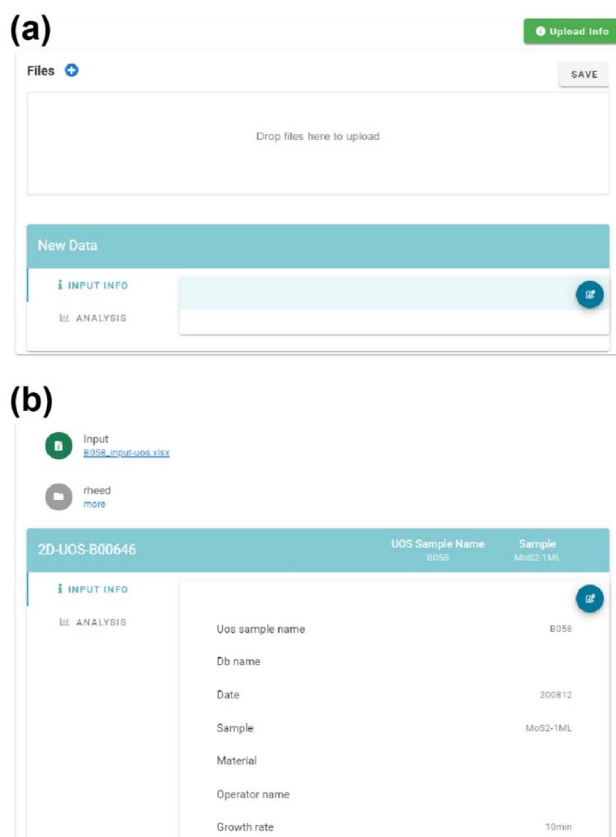 (a)
Upload Info
Files
SAVE
Drop files here to upload
New Data
INPUT INFO
ANALYSIS
(b)
Input
B058_input-uos.xlsx
rheed
more
2D-UOS-B00646 UOS Sample Name Sample
B058 MoS2-1ML
INPUT INFO
ANALYSIS
Uos sample name B058
Db name
Date 200812
Sample MoS2-1ML
Material
Operator name
Growth rate 10min